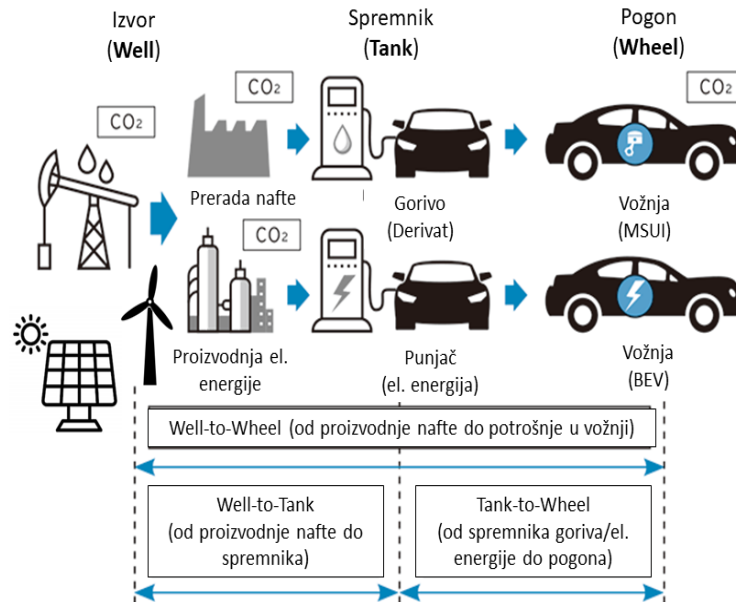 Izvor
(Well)
Spremnik
(Tank)
Pogon
(Wheel)
CO₂
CO₂
CO₂
Prerada nafte
Gorivo
(Derivat)
Vožnja
(MSUI)
CO₂
Proizvodnja el.
energije
Punjač
(el. energija)
Vožnja
(BEV)
Well-to-Wheel (od proizvodnje nafte do potrošnje u vožnji)
Well-to-Tank
(od proizvodnje nafte do
spremnika)
Tank-to-Wheel
(od spremnika goriva/el.
energije do pogona)